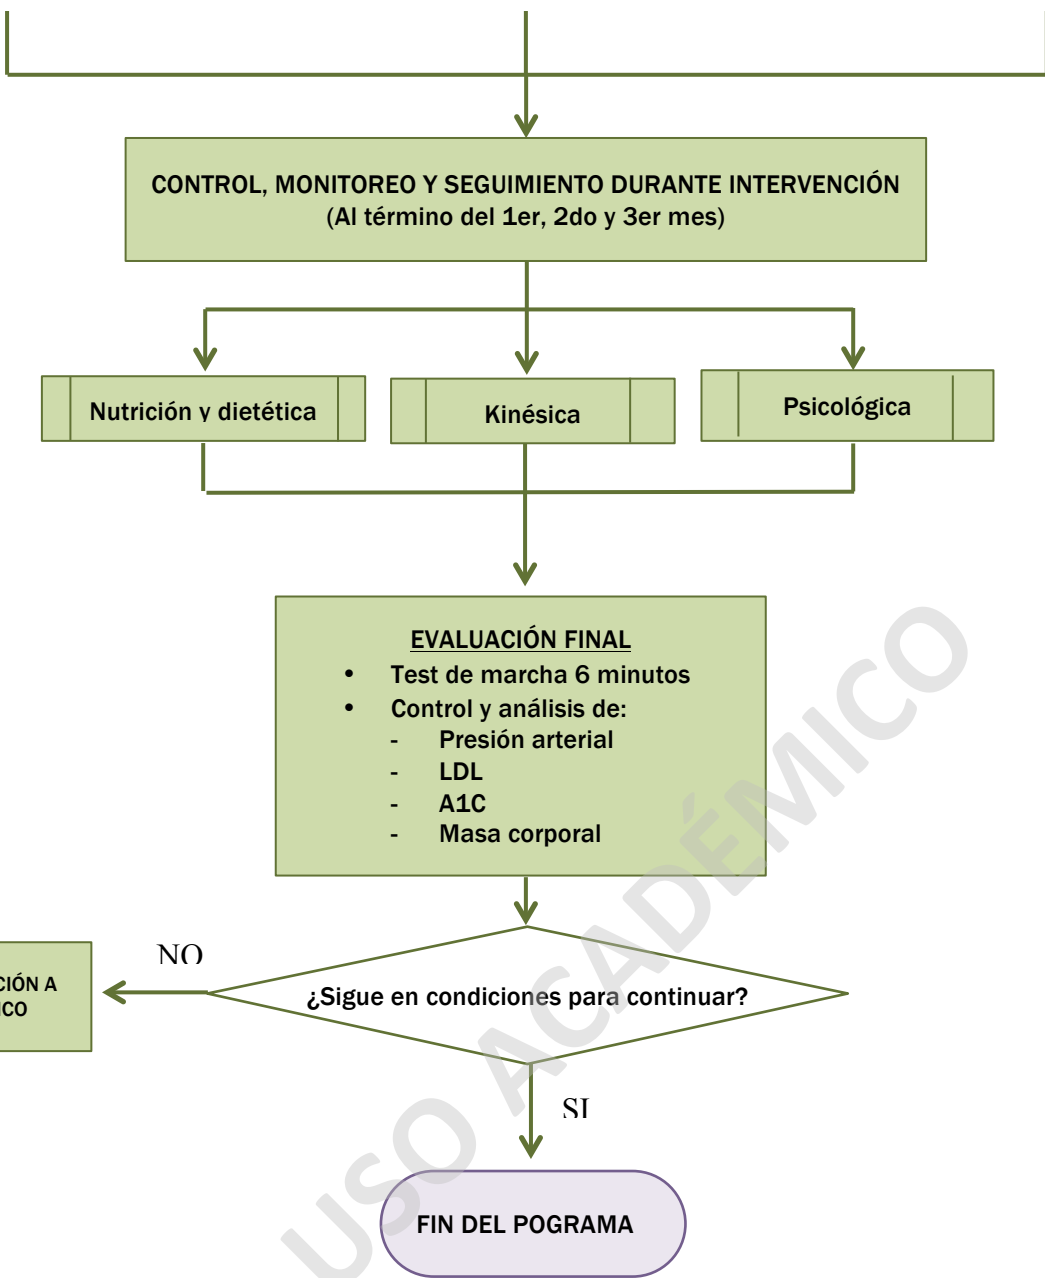 CONTROL, MONITOREO Y SEGUIMIENTO DURANTE INTERVENCIÓN
(Al término del 1er, 2do y 3er mes)
Nutrición y dietética
Kinésica
Psicológica
EVALUACIÓN FINAL
• Test de marcha 6 minutos
• Control y análisis de:
- Presión arterial
- LDL
- A1C
- Masa corporal
NO
CIÓN A
ICO
¿Sigue en condiciones para continuar?
SI
FIN DEL POGRAMA
USO ACADÉMICO